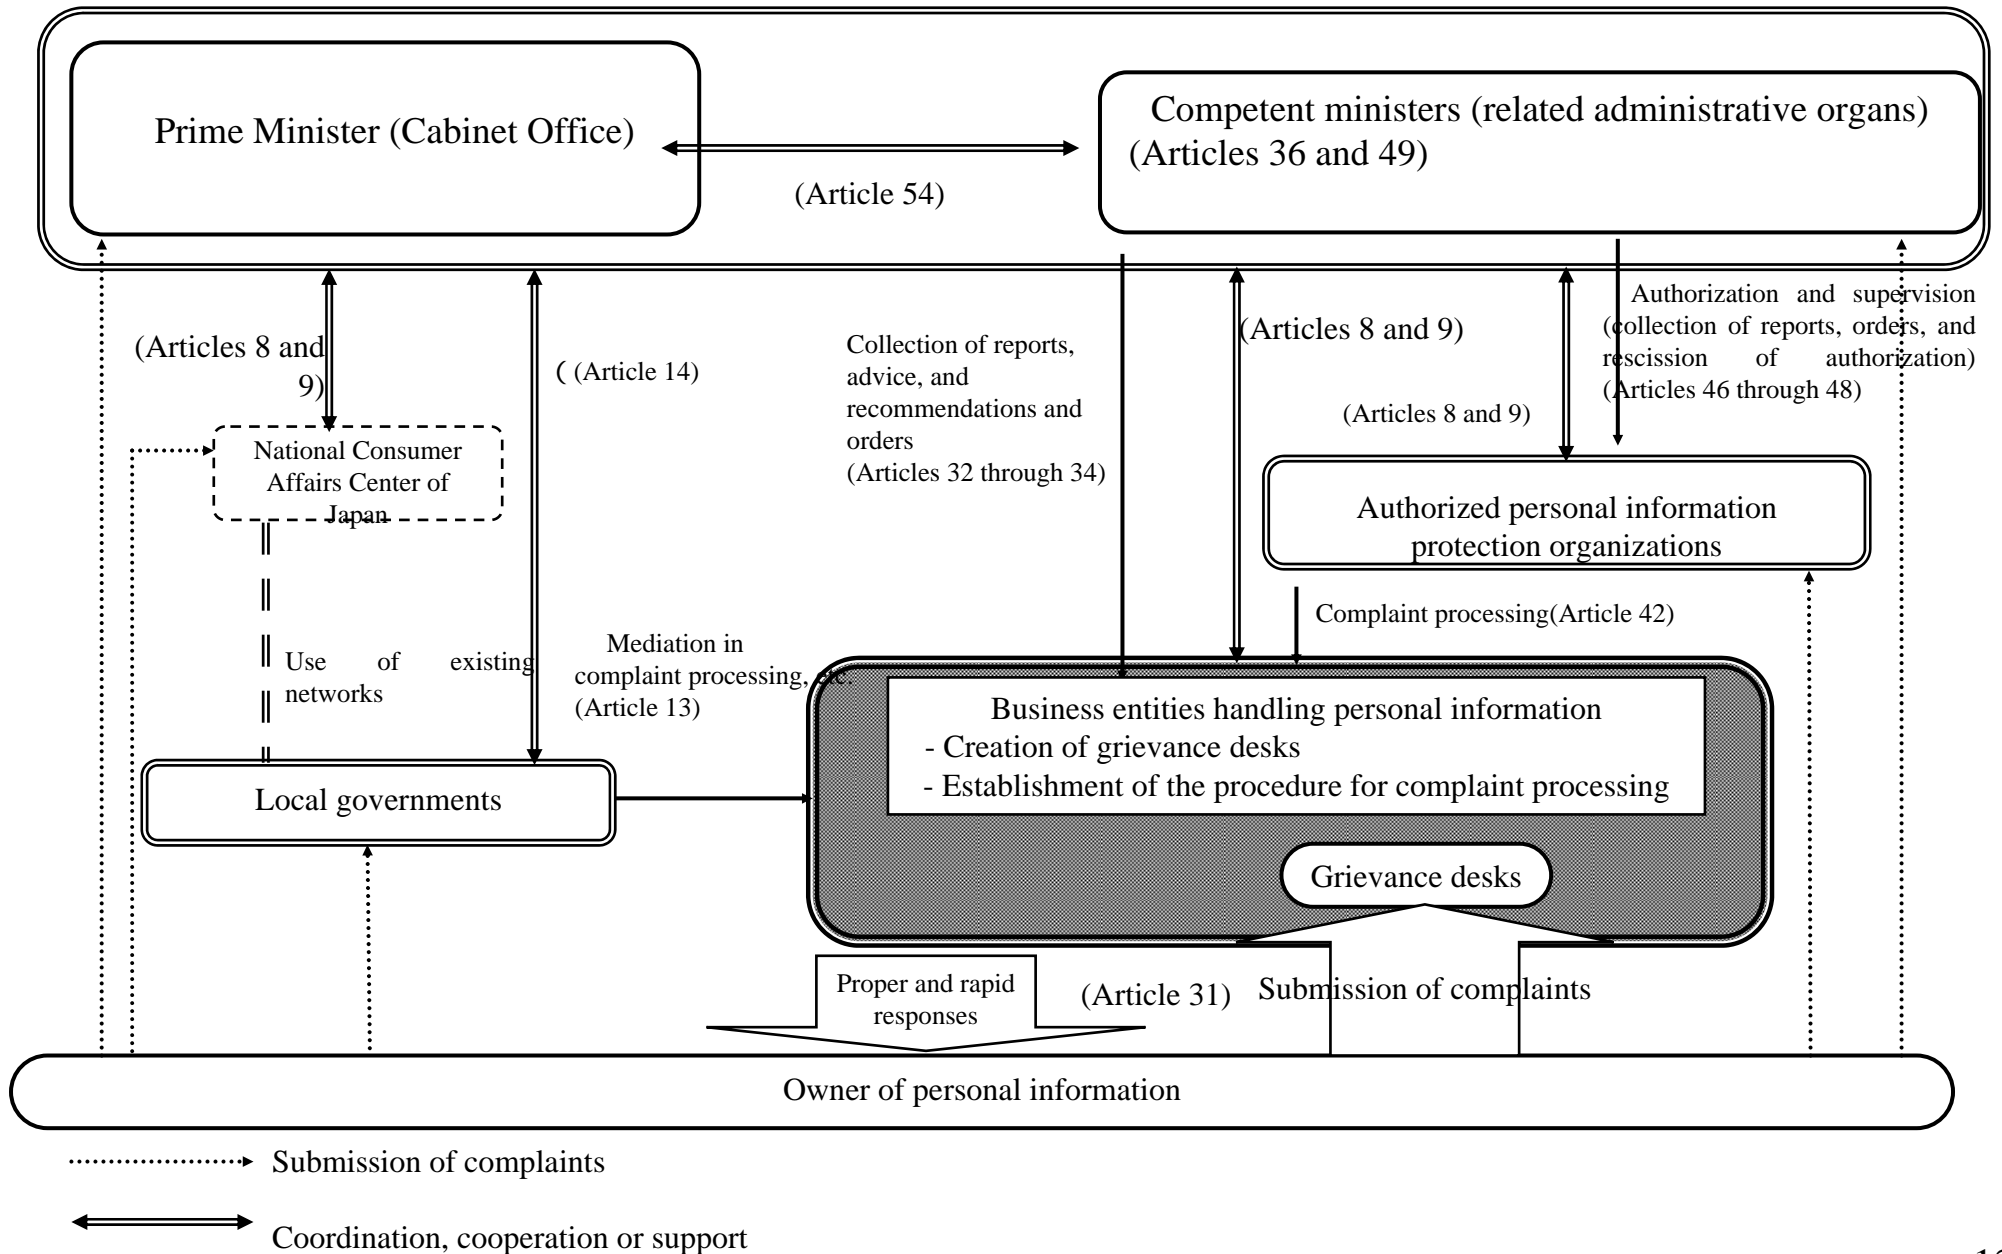 Prime Minister (Cabinet Office)
Competent ministers (related administrative organs)
(Articles 36 and 49)
(Article 54)
(Articles 8 and
9)
( (Article 14)
Collection of reports,
advice, and
recommendations and
orders
(Articles 32 through 34)
(Articles 8 and 9)
(Articles 8 and 9)
Authorization and supervision
(collection of reports, orders, and
rescission of authorization)
(Articles 46 through 48)
National Consumer
Affairs Center of
Japan
Authorized personal information
protection organizations
Complaint processing(Article 42)
Use of existing
networks
Mediation in
complaint processing, etc.
(Article 13)
Business entities handling personal information
- Creation of grievance desks
- Establishment of the procedure for complaint processing
Local governments
Grievance desks
Proper and rapid
responses
(Article 31)
Submission of complaints
Owner of personal information
Submission of complaints
Coordination, cooperation or support